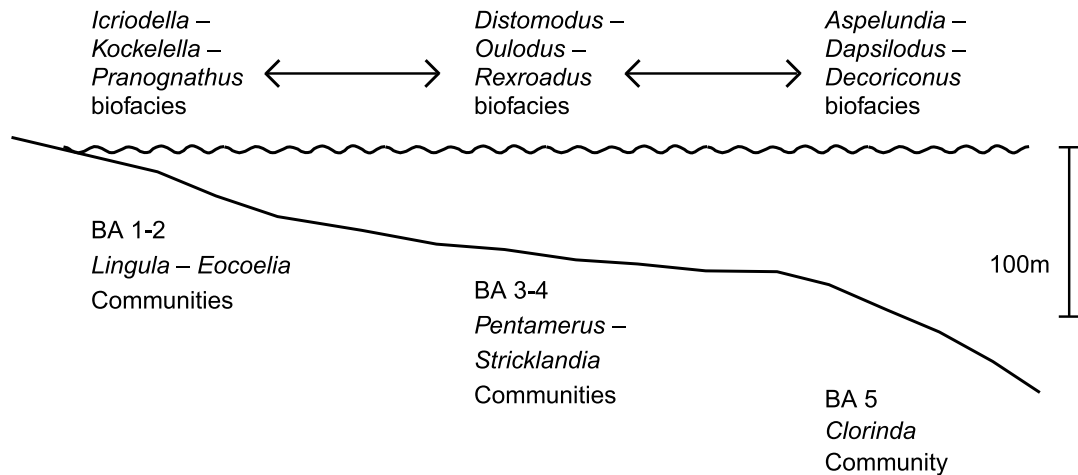 Icriodella –
Kockelella –
Pranognathus
biofacies
Distomodus –
Oulodus –
Rexroadus
biofacies
Aspelundia –
Dapsilodus –
Decoriconus
biofacies
100m
BA 1-2
Lingula – Eocoelia
Communities
BA 3-4
Pentamerus –
Stricklandia
Communities
BA 5
Clorinda
Community